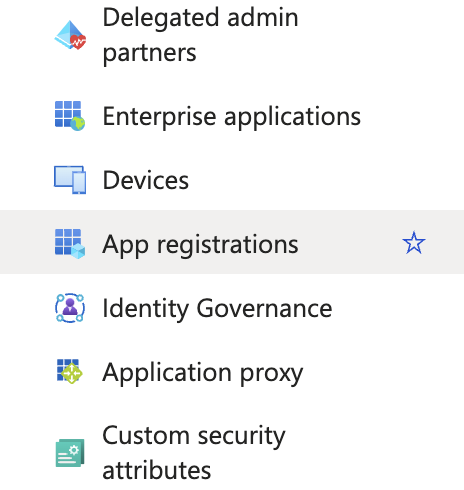 Delegated admin
partners
Enterprise applications
Devices
App registrations
Identity Governance
Application proxy
Custom security
attributes